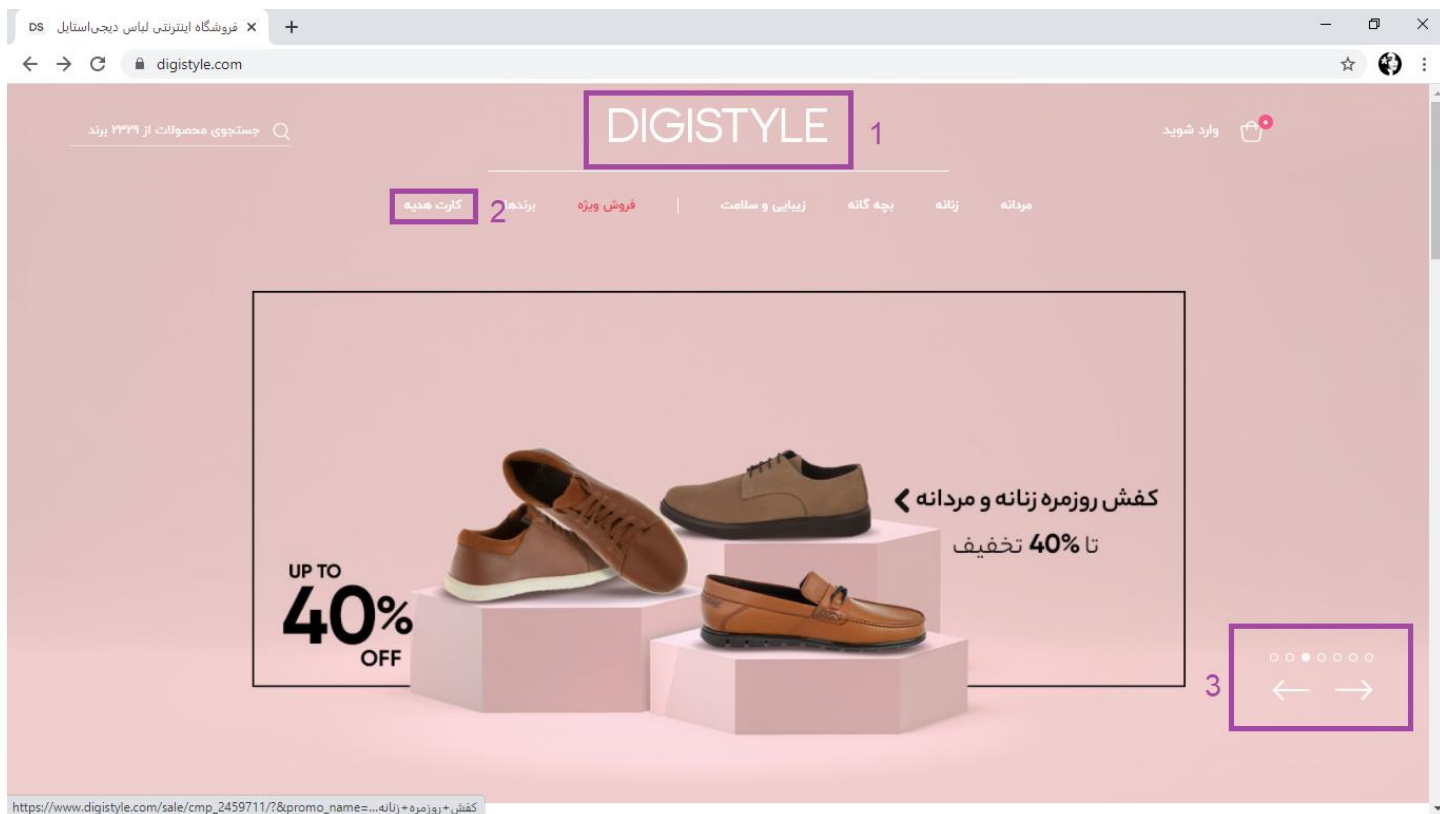 DS فروشگاه اینترنتی لباس دیجی‌استایل
digistyle.com
جستجوی محصولات از ۲۳۲۹ برند
DIGISTYLE
1
وارد شوید
مردانه
زنانه
بچه گانه
زیبایی و سلامت
فروش ویژه
برندها
2
کارت هدیه
کفش روزمره زنانه و مردانه
تا 40% تخفیف
UP TO
40%
OFF
3
https://www.digistyle.com/sale/cmp_2459711/?&promo_name=کفش+روزمره+زنانه...